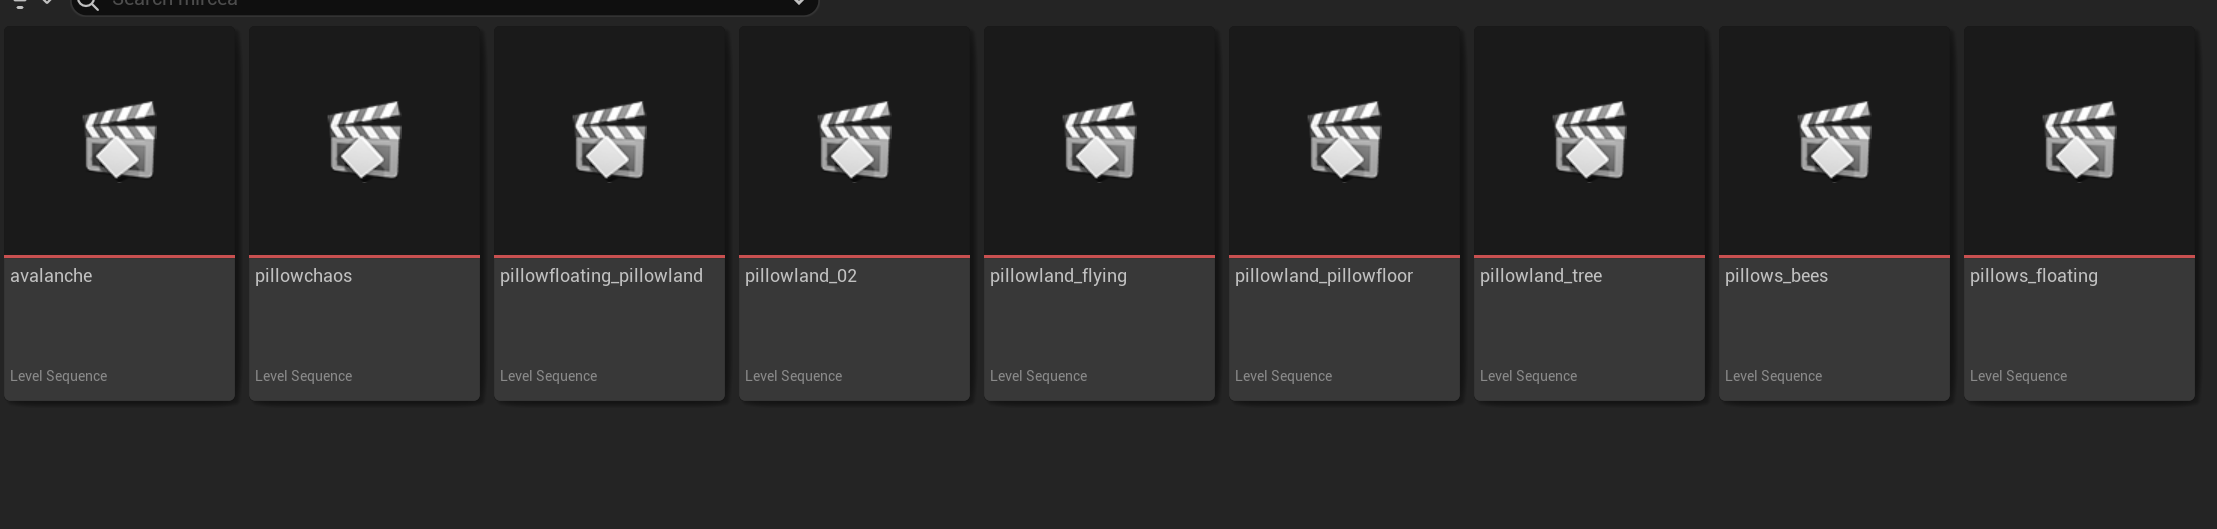 Search mircea
avalanche
Level Sequence
pillowchaos
Level Sequence
pillowfloating_pillowland
Level Sequence
pillowland_02
Level Sequence
pillowland_flying
Level Sequence
pillowland_pillowfloor
Level Sequence
pillowland_tree
Level Sequence
pillows_bees
Level Sequence
pillows_floating
Level Sequence